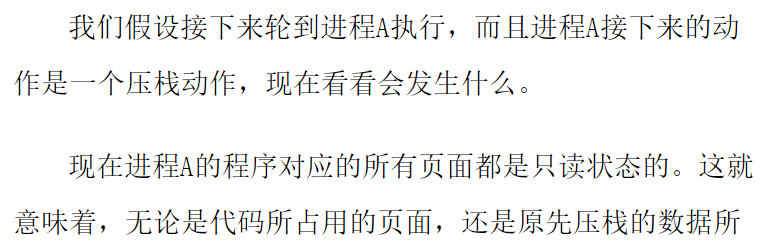 我们假设接下来轮到进程A执行，而且进程A接下来的动
作是一个压栈动作，现在看看会发生什么。
现在进程A的程序对应的所有页面都是只读状态的。这就
意味着，无论是代码所占用的页面，还是原先压栈的数据所